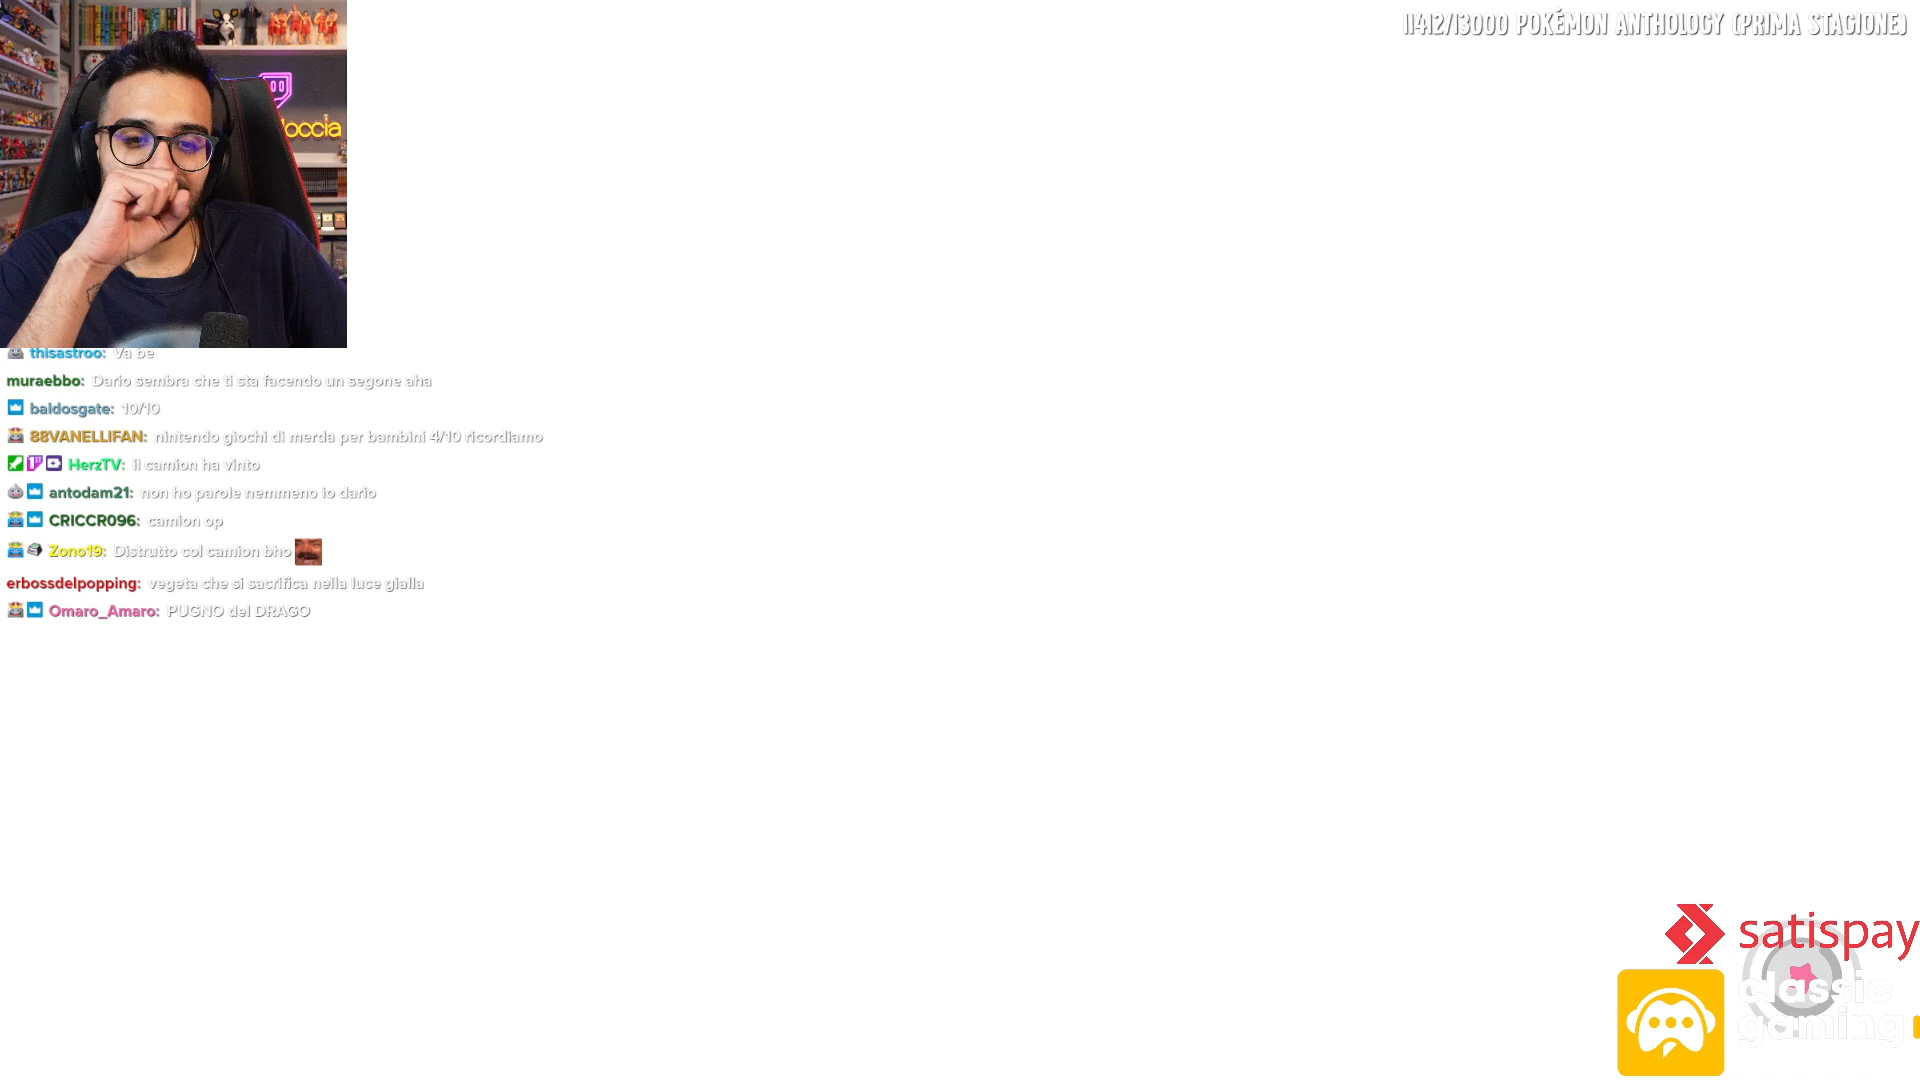 11412/13000 POKÉMON ANTHOLOGY (PRIMA STAGIONE)
occia
thisastroo: Va be
muraebbo: Dario sembra che ti sta facendo un segone aha
baldosgate: 10/10
88VANELLIFAN: nintendo giochi di merda per bambini 4/10 ricordiamo
HerzTV: il camion ha vinto
antodam21: non ho parole nemmeno io dario
CRICCR096: camion op
Zono19: Distrutto col camion bho
erbossdelpopping: vegeta che si sacrifica nella luce gialla
Omaro_Amaro: PUGNO del DRAGO
satispay
classic
gaming